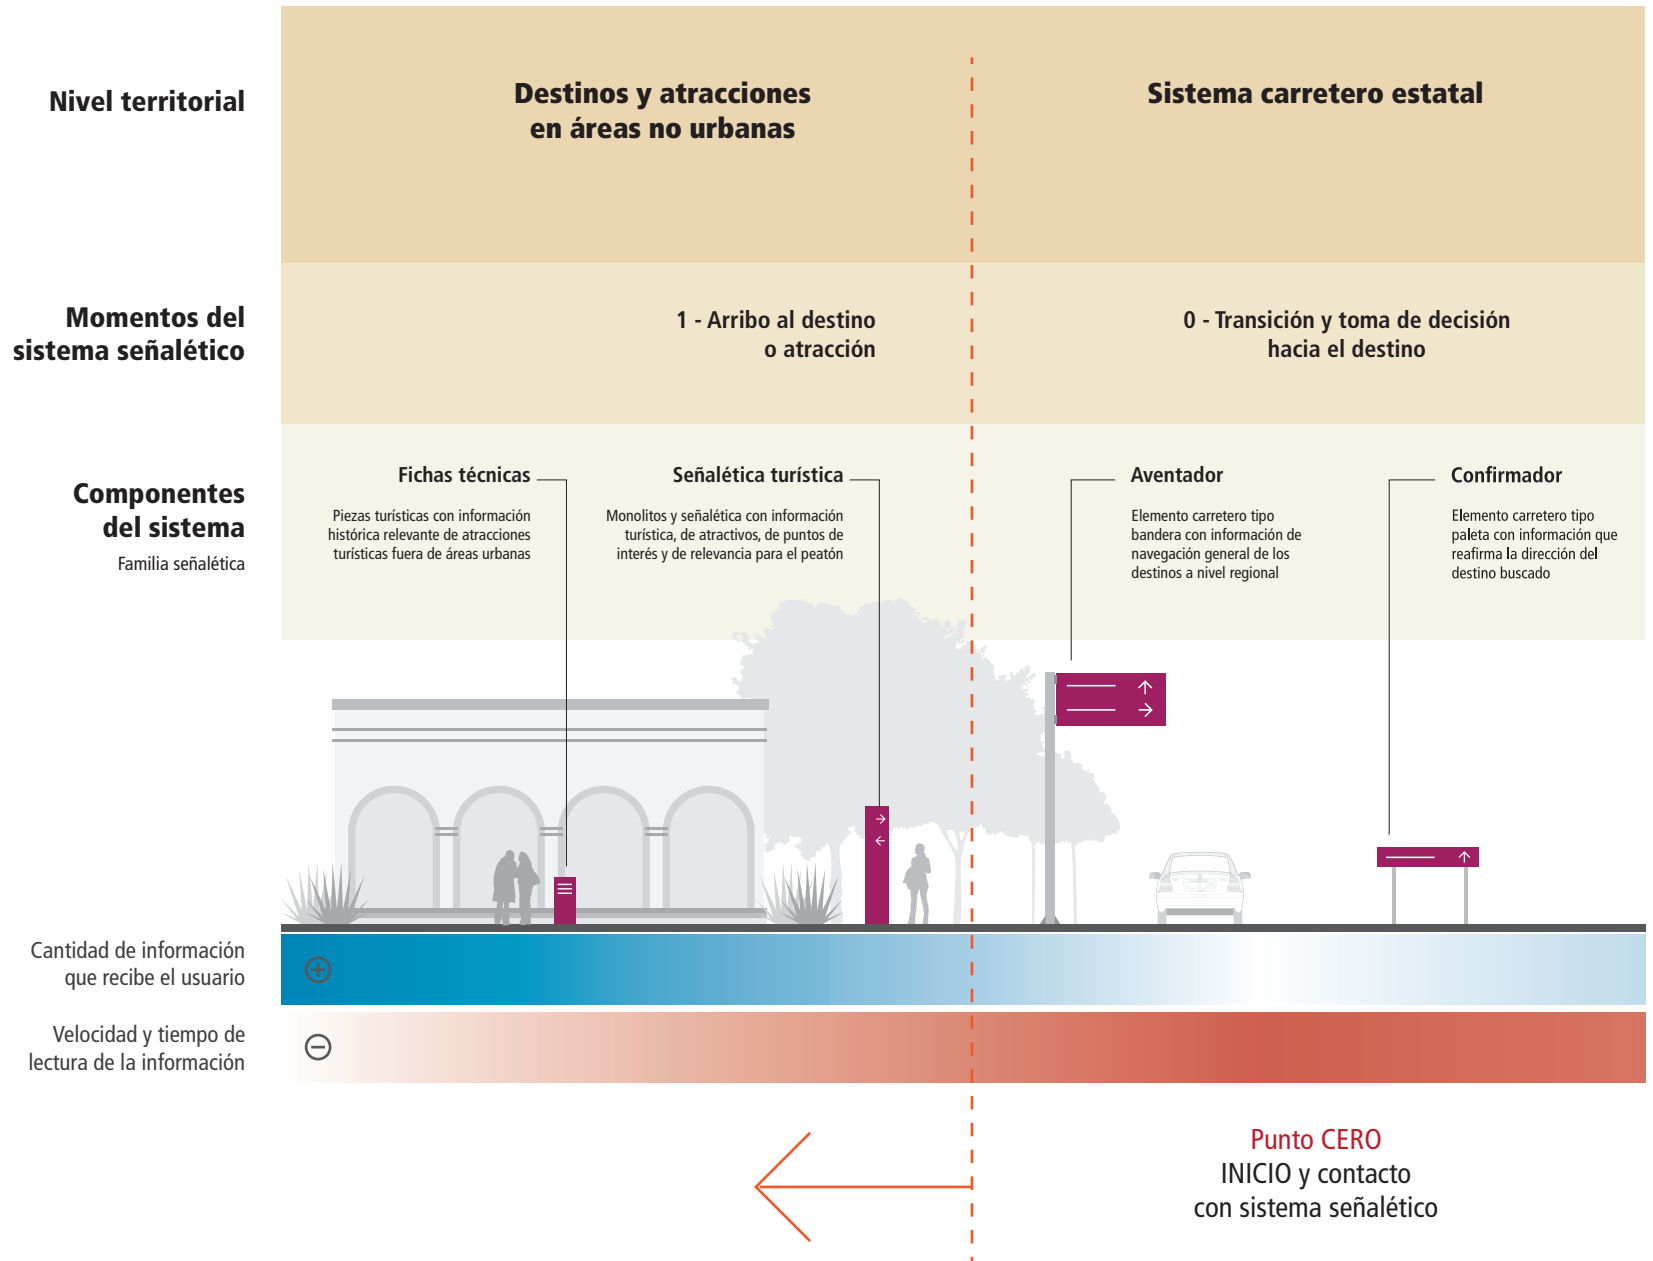 Nivel territorial
Destinos y atracciones
en áreas no urbanas
Sistema carretero estatal
Momentos del
sistema señalético
1 - Arribo al destino
o atracción
0 - Transición y toma de decisión
hacia el destino
Componentes
del sistema
Familia señalética
Fichas técnicas
Piezas turísticas con información
histórica relevante de atracciones
turísticas fuera de áreas urbanas
Señalética turística
Monolitos y señalética con información
turística, de atractivos, de puntos de
interés y de relevancia para el peatón
Aventador
Elemento carretero tipo
bandera con información de
navegación general de los
destinos a nivel regional
Confirmador
Elemento carretero tipo
paleta con información que
reafirma la dirección del
destino buscado
Cantidad de información
que recibe el usuario
Velocidad y tiempo de
lectura de la información
Punto CERO
INICIO y contacto
con sistema señalético